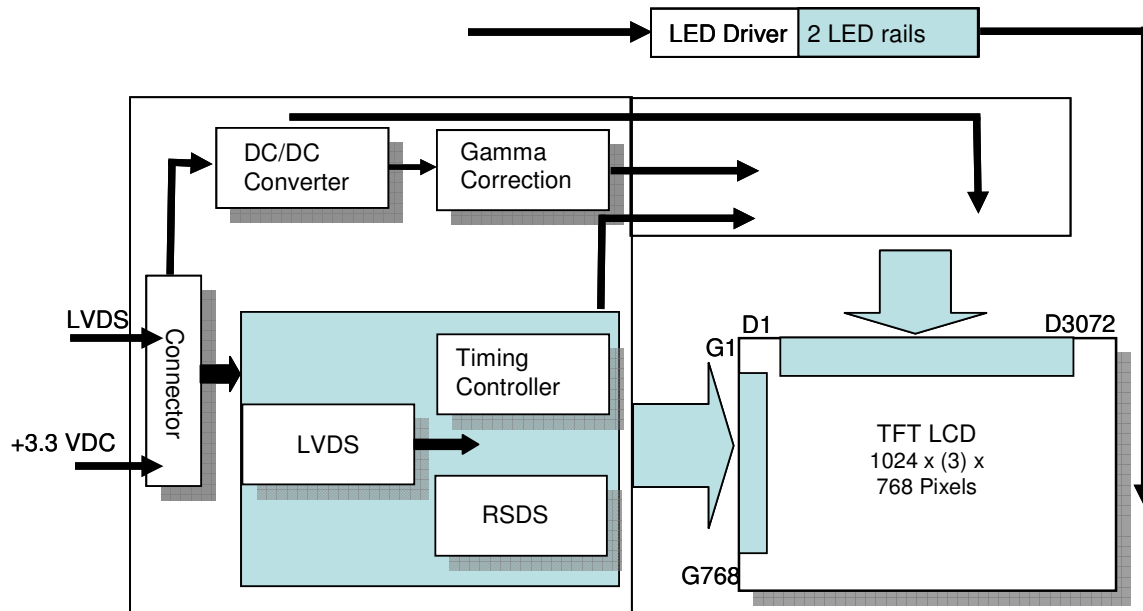 LED Driver
2 LED rails
DC/DC
Converter
Gamma
Correction
LVDS
Connector
+3.3 VDC
Timing
Controller
LVDS
RSDS
D1
D3072
G1
G768
TFT LCD
1024 x (3) x
768 Pixels